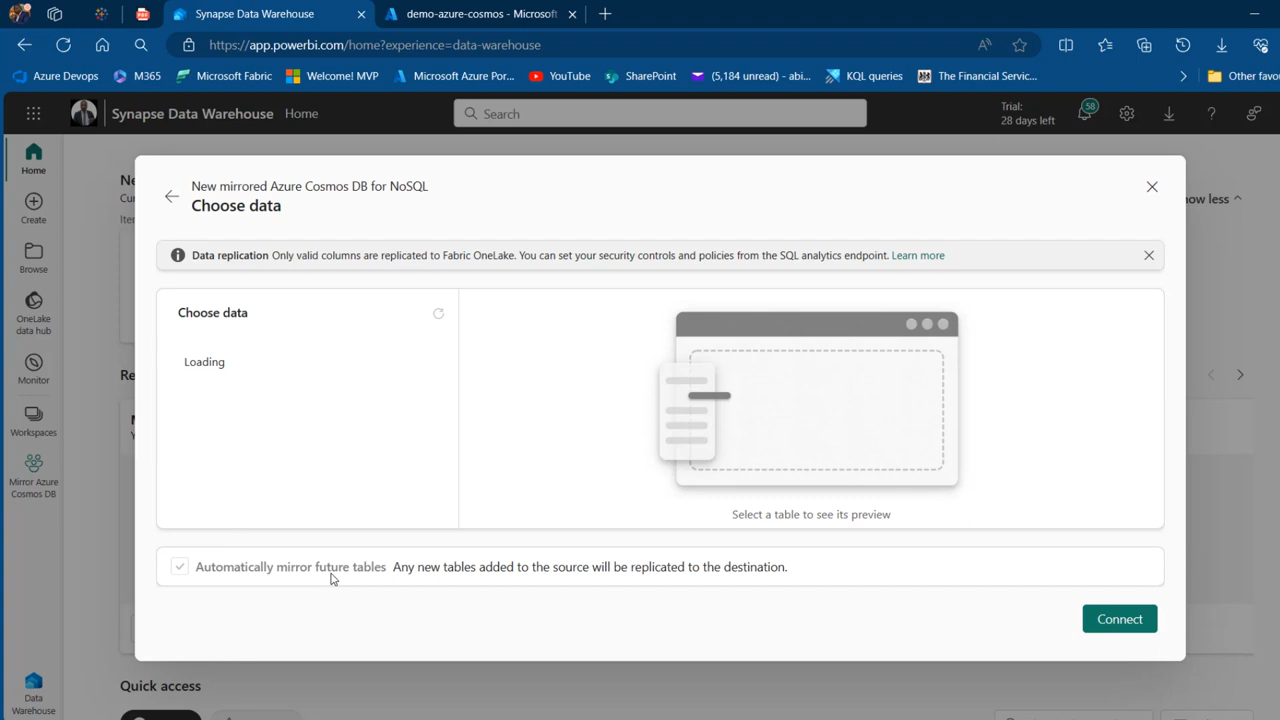 Synapse Data Warehouse
demo-azure-cosmos - Microsoft
https://app.powerbi.com/home?experience=data-warehouse
Azure Devops
M365
Microsoft Fabric
Welcome! MVP
Microsoft Azure Por...
YouTube
SharePoint
(5,184 unread) - abi...
KQL queries
The Financial Servic...
Other favo
Synapse Data Warehouse
Home
Search
Trial:
28 days left
58
Home
Create
Browse
OneLake
data hub
Monitor
Workspaces
Mirror Azure
Cosmos DB
Data
Warehouse
New mirrored Azure Cosmos DB for NoSQL
Choose data
how less
Data replication Only valid columns are replicated to Fabric OneLake. You can set your security controls and policies from the SQL analytics endpoint. Learn more
Choose data
Loading
Select a table to see its preview
Automatically mirror future tables Any new tables added to the source will be replicated to the destination.
Connect
Quick access